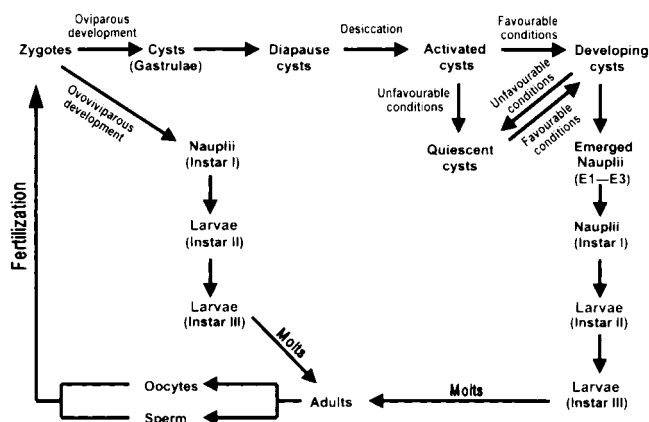 Oviparous
development
Desiccation
Favourable
conditions
Zygotes
Cysts
(Gastrulae)
Diapause
cysts
Activated
cysts
Developing
cysts
Ovoviviparous
development
Unfavourable
conditions
Unfavourable
conditions
Favourable
conditions
Quiescent
cysts
Nauplii
(Instar I)
Emerged
Nauplii
(E1—E3)
Larvae
(Instar II)
Nauplii
(Instar I)
Fertilization
Larvae
(Instar III)
Larvae
(Instar II)
Molts
Oocytes
Sperm
Adults
Molts
Larvae
(Instar III)